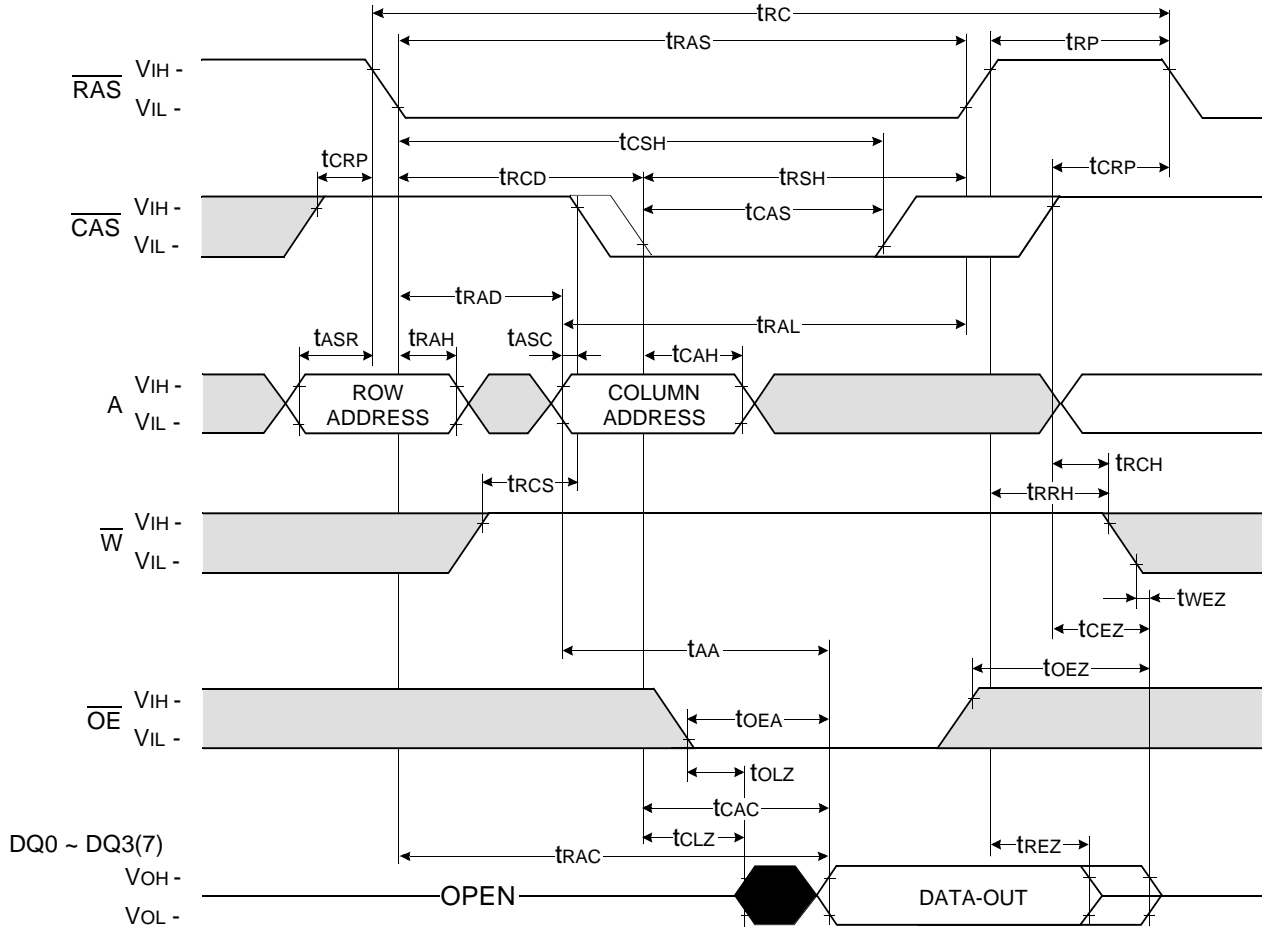 tRC
tRAS
tRP
RAS
VIH -
VIL -
tCSH
tCRP
tRCD
tRSH
tCRP
CAS
VIH -
VIL -
tCAS
tRAD
tRAL
tASR
tRAH
tASC
tCAH
A
VIH -
VIL -
ROW
ADDRESS
COLUMN
ADDRESS
tRCH
tRCS
tRRH
W
VIH -
VIL -
tWEZ
tCEZ
tAA
tOEZ
OE
VIH -
VIL -
tOEA
tOLZ
tCAC
DQ0 ~ DQ3(7)
tCLZ
tREZ
tRAC
VOH -
VOL -
OPEN
DATA-OUT